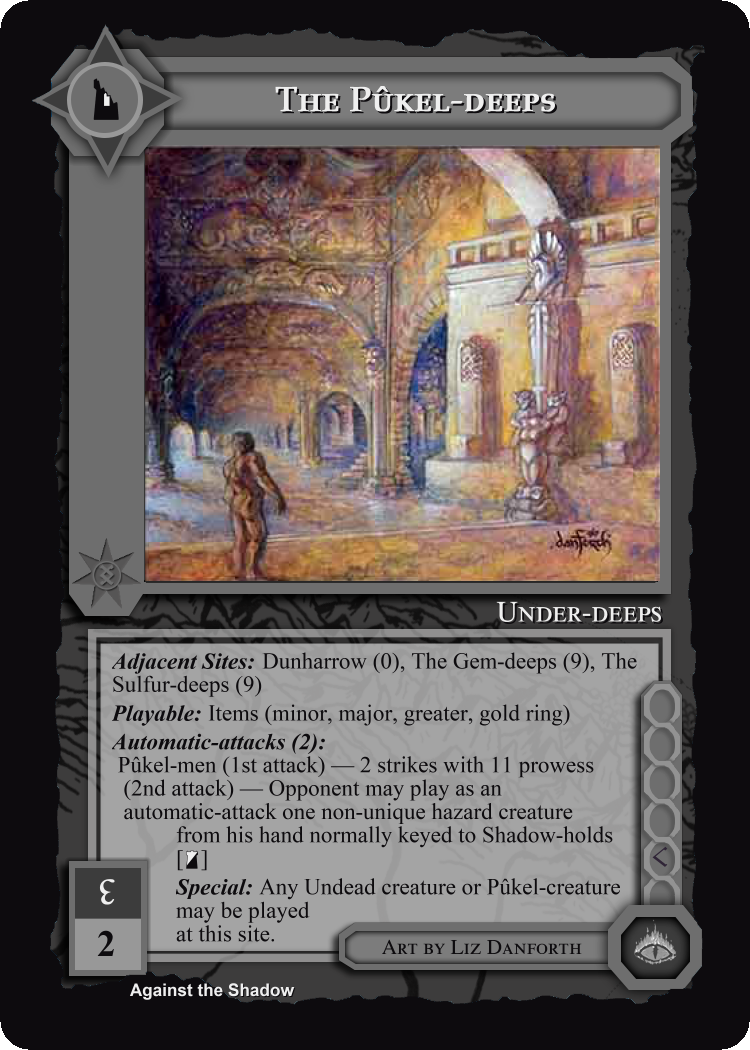 The Pûkel-deeps
danforth
Under-deeps
Adjacent Sites: Dunharrow (0), The Gem-deeps (9), The
Sulfur-deeps (9)
Playable: Items (minor, major, greater, gold ring)
Automatic-attacks (2):
Pûkel-men (1st attack) — 2 strikes with 11 prowess
(2nd attack) — Opponent may play as an
automatic-attack one non-unique hazard creature
from his hand normally keyed to Shadow-holds
[ ]
Special: Any Undead creature or Pûkel-creature
may be played
at this site.
2
Art by Liz Danforth
Against the Shadow